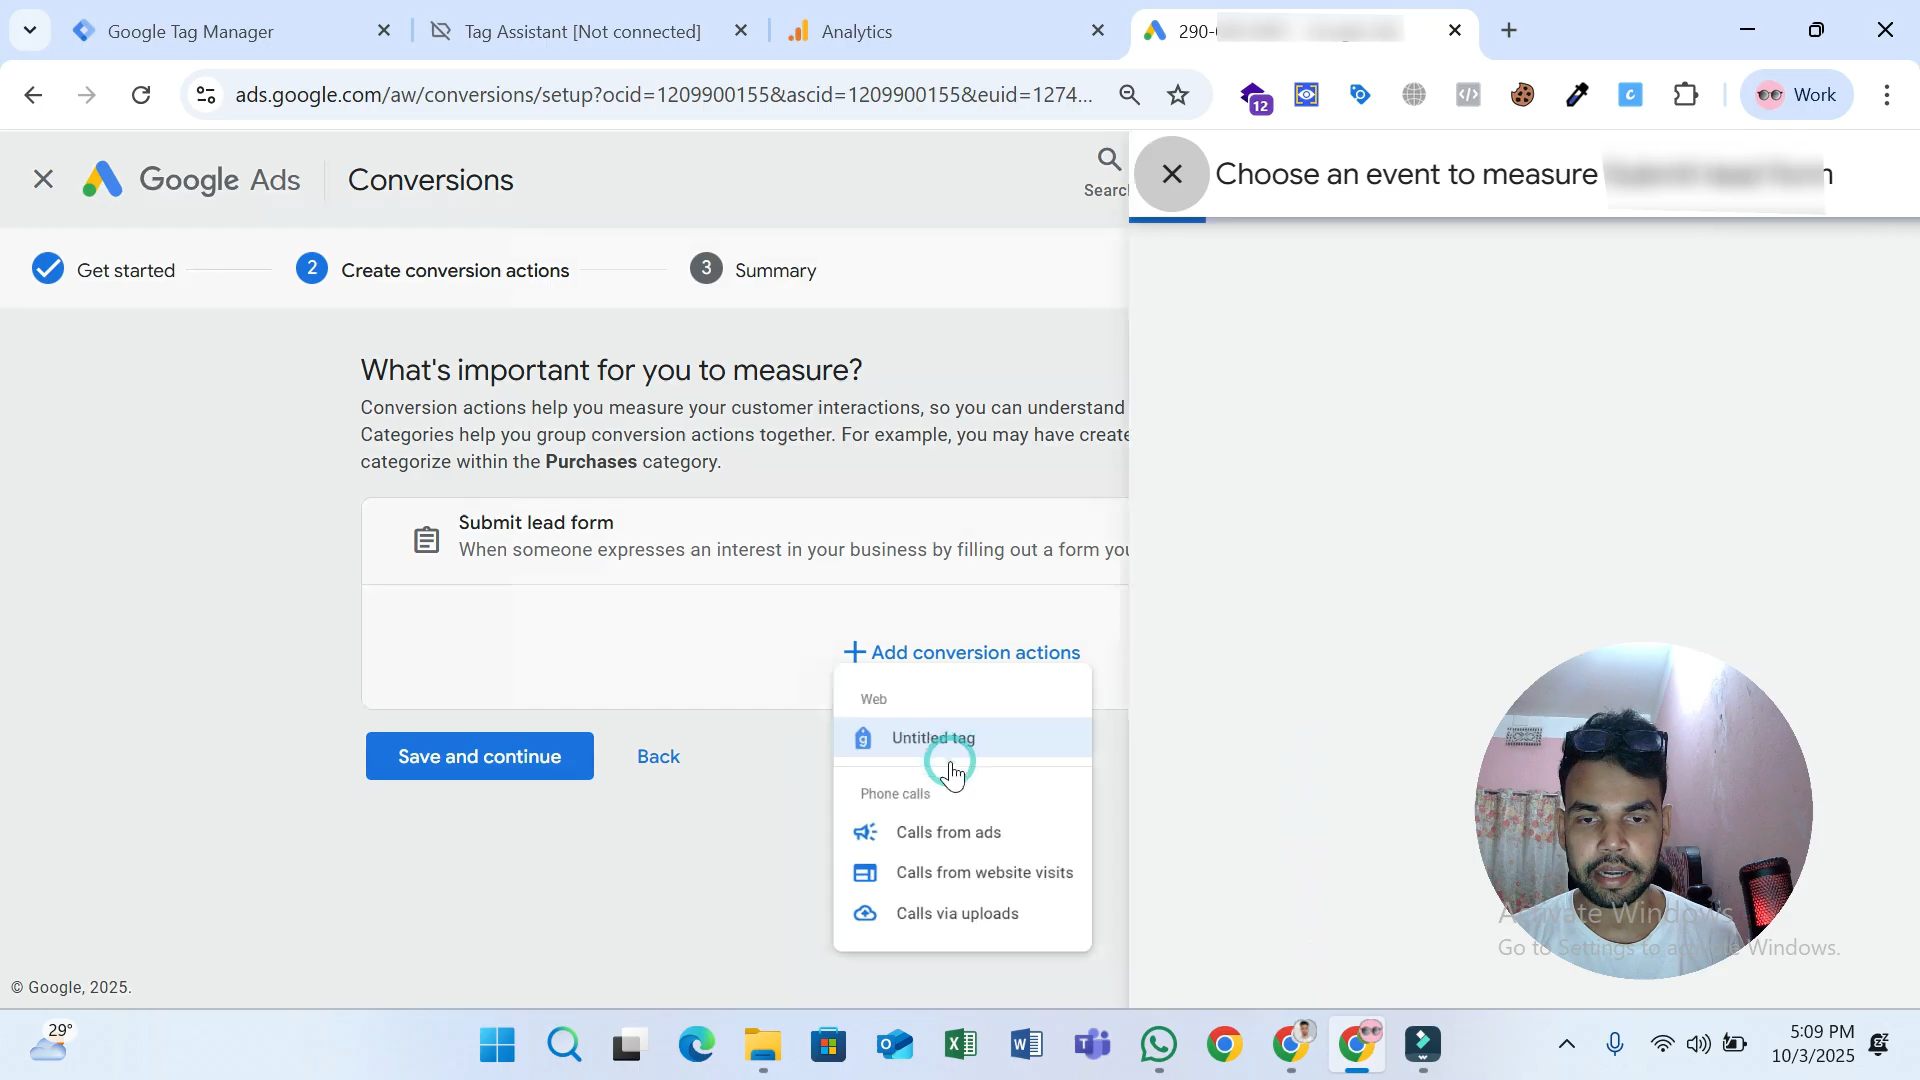 Google Tag Manager
Tag Assistant [Not connected]
Analytics
290-
ads.google.com/aw/conversions/setup?ocid=1209900155&ascid=1209900155&euid=1274...
12
Work
Google Ads
Conversions
Search
Choose an event to measure
Get started
2 Create conversion actions
3 Summary
What's important for you to measure?
Conversion actions help you measure your customer interactions, so you can understand
Categories help you group conversion actions together. For example, you may have create
categorize within the Purchases category.
Submit lead form
When someone expresses an interest in your business by filling out a form you
Add conversion actions
Web
Untitled tag
Save and continue
Back
Phone calls
Calls from ads
Calls from website visits
Calls via uploads
Activate Windows
Go to Settings to activate Windows.
© Google, 2025.
29°
5:09 PM
10/3/2025